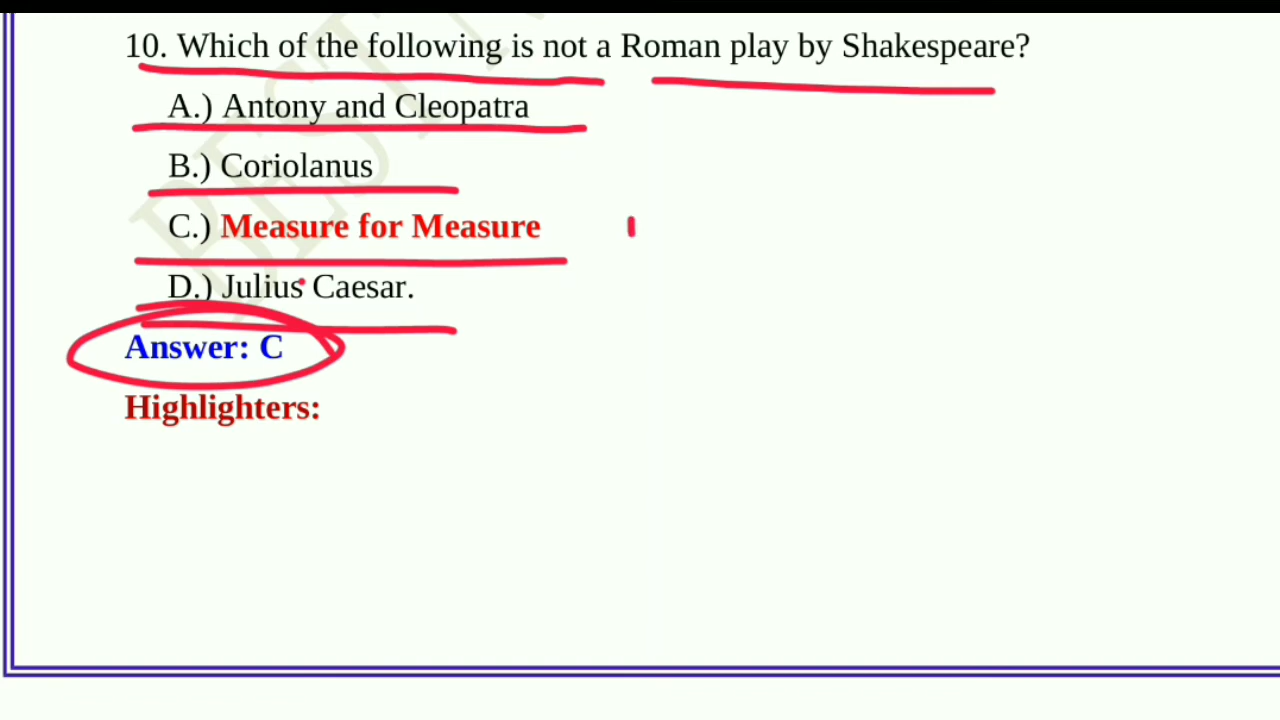 10. Which of the following is not a Roman play by Shakespeare?
A.) Antony and Cleopatra
B.) Coriolanus
C.) Measure for Measure
D.) Julius Caesar.
Answer: C
Highlighters: